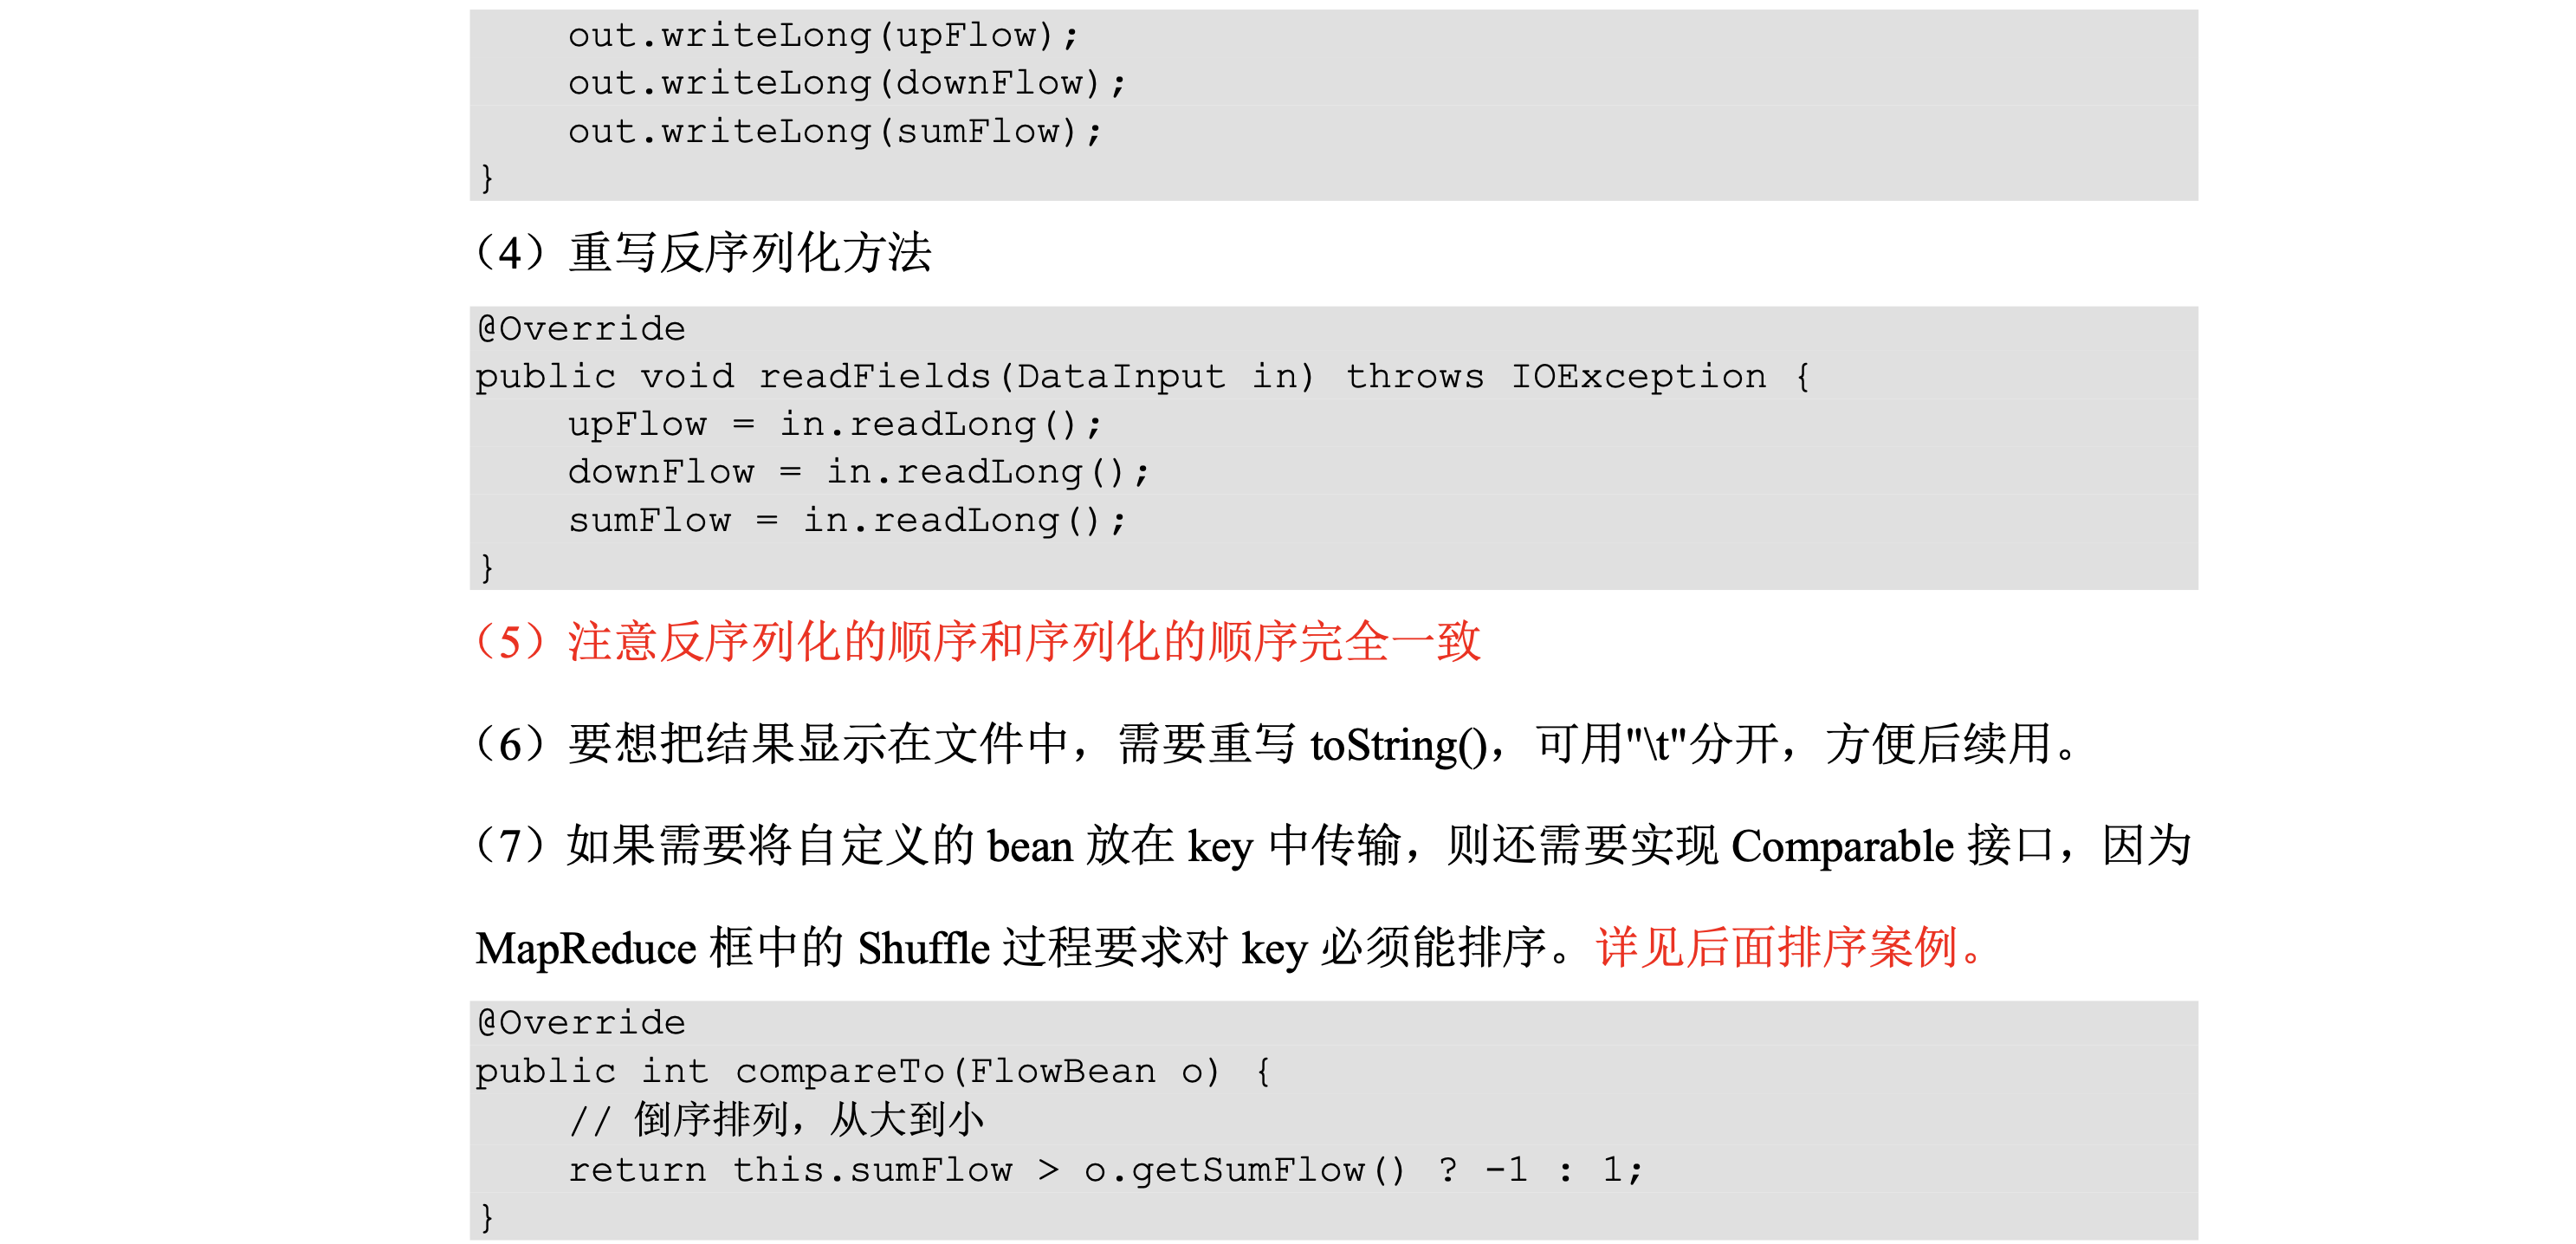 out.writeLong(upFlow);
    out.writeLong(downFlow);
    out.writeLong(sumFlow);
}
（4）重写反序列化方法
@Override
public void readFields(DataInput in) throws IOException {
    upFlow = in.readLong();
    downFlow = in.readLong();
    sumFlow = in.readLong();
}
（5）注意反序列化的顺序和序列化的顺序完全一致
（6）要想把结果显示在文件中，需要重写 toString()，可用"\t"分开，方便后续用。
（7）如果需要将自定义的 bean 放在 key 中传输，则还需要实现 Comparable 接口，因为
MapReduce 框中的 Shuffle 过程要求对 key 必须能排序。详见后面排序案例。
@Override
public int compareTo(FlowBean o) {
    // 倒序排列，从大到小
    return this.sumFlow > o.getSumFlow() ? -1 : 1;
}